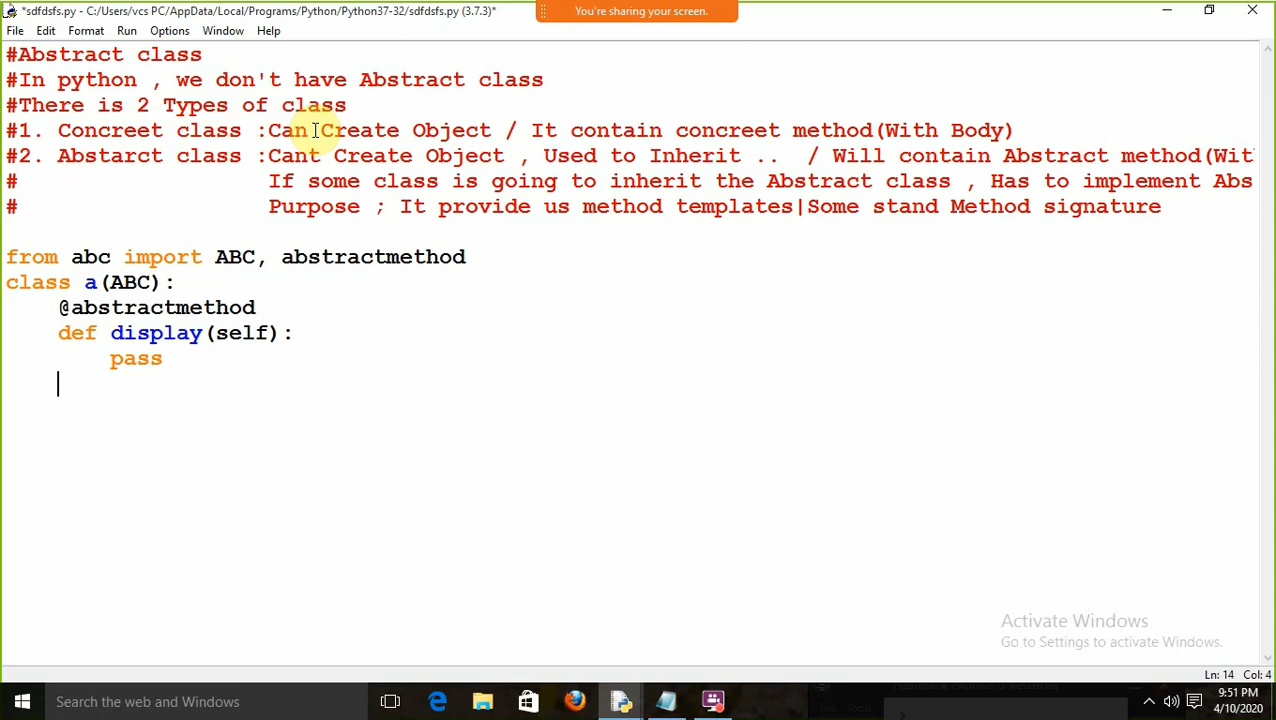 *sdfdsfs.py - C:/Users/vcs PC/AppData/Local/Programs/Python/Python37-32/sdfdsfs.py (3.7.3)*
You're sharing your screen.
File Edit Format Run Options Window Help
#Abstract class
#In python , we don't have Abstract class
#There is 2 Types of class
#1. Concreet class :Can Create Object / It contain concreet method(With Body)
#2. Abstarct class :Cant Create Object , Used to Inherit .. / Will contain Abstract method(Wit
# If some class is going to inherit the Abstract class , Has to implement Abs
# Purpose ; It provide us method templates|Some stand Method signature
from abc import ABC, abstractmethod
class a(ABC):
@abstractmethod
def display(self):
pass
Activate Windows
Go to Settings to activate Windows.
Ln: 14 Col: 4
Search the web and Windows
9:51 PM
4/10/2020